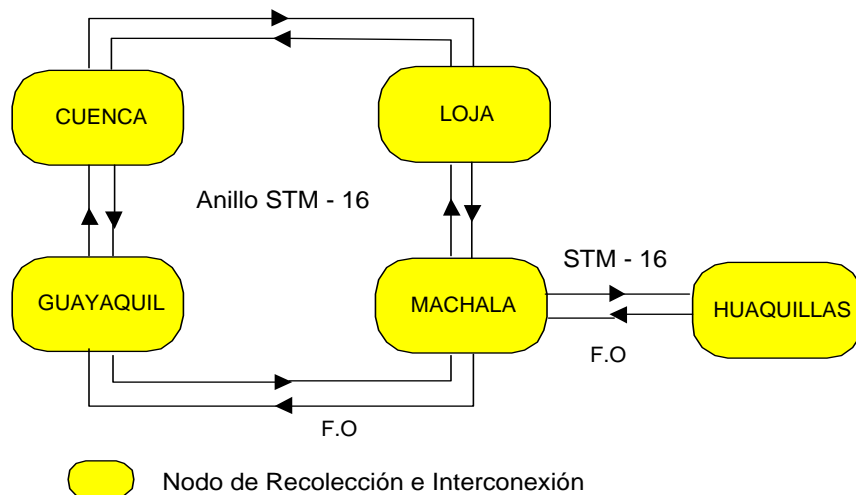 CUENCA
LOJA
Anillo STM - 16
STM - 16
GUAYAQUIL
MACHALA
HUAQUILLAS
F.O
F.O
Nodo de Recolección e Interconexión